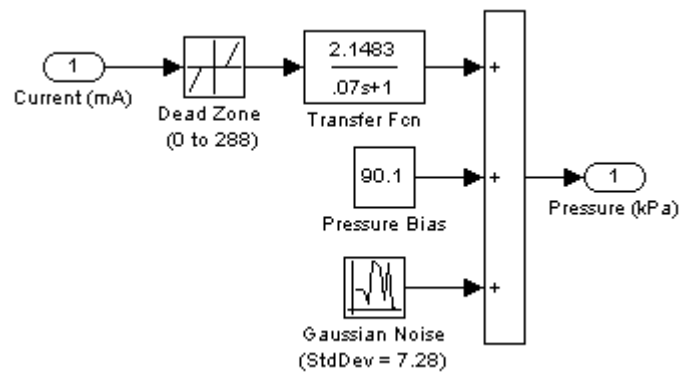 1
Current (mA)
Dead Zone
(0 to 288)
2.1483
.07s+1
Transfer Fcn
+
90.1
Pressure Bias
+
1
Pressure (kPa)
Gaussian Noise
(StdDev = 7.28)
+